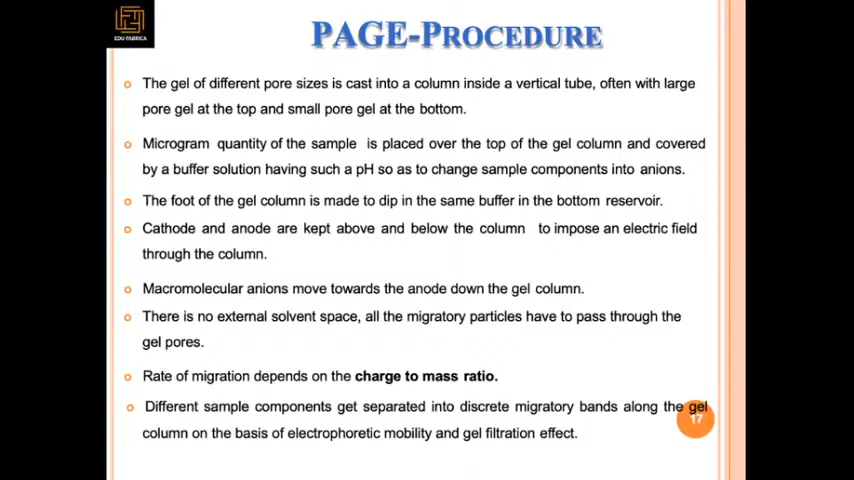 EDU FABRICA
PAGE-PROCEDURE
The gel of different pore sizes is cast into a column inside a vertical tube, often with large
pore gel at the top and small pore gel at the bottom.
Microgram quantity of the sample is placed over the top of the gel column and covered
by a buffer solution having such a pH so as to change sample components into anions.
The foot of the gel column is made to dip in the same buffer in the bottom reservoir.
Cathode and anode are kept above and below the column to impose an electric field
through the column.
Macromolecular anions move towards the anode down the gel column.
There is no external solvent space, all the migratory particles have to pass through the
gel pores.
Rate of migration depends on the charge to mass ratio.
Different sample components get separated into discrete migratory bands along the gel
17
column on the basis of electrophoretic mobility and gel filtration effect.